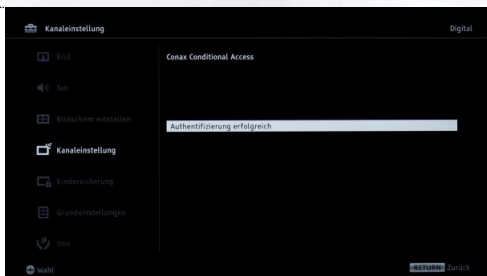 Kanaleinstellung
Digital
Bild
Conax Conditional Access
Ton
Bildschirm einstellen
Authentifizierung erfolgreich
Kanaleinstellung
Kindersicherung
Grundeinstellungen
Öko
Wahl
RETURN Zurück